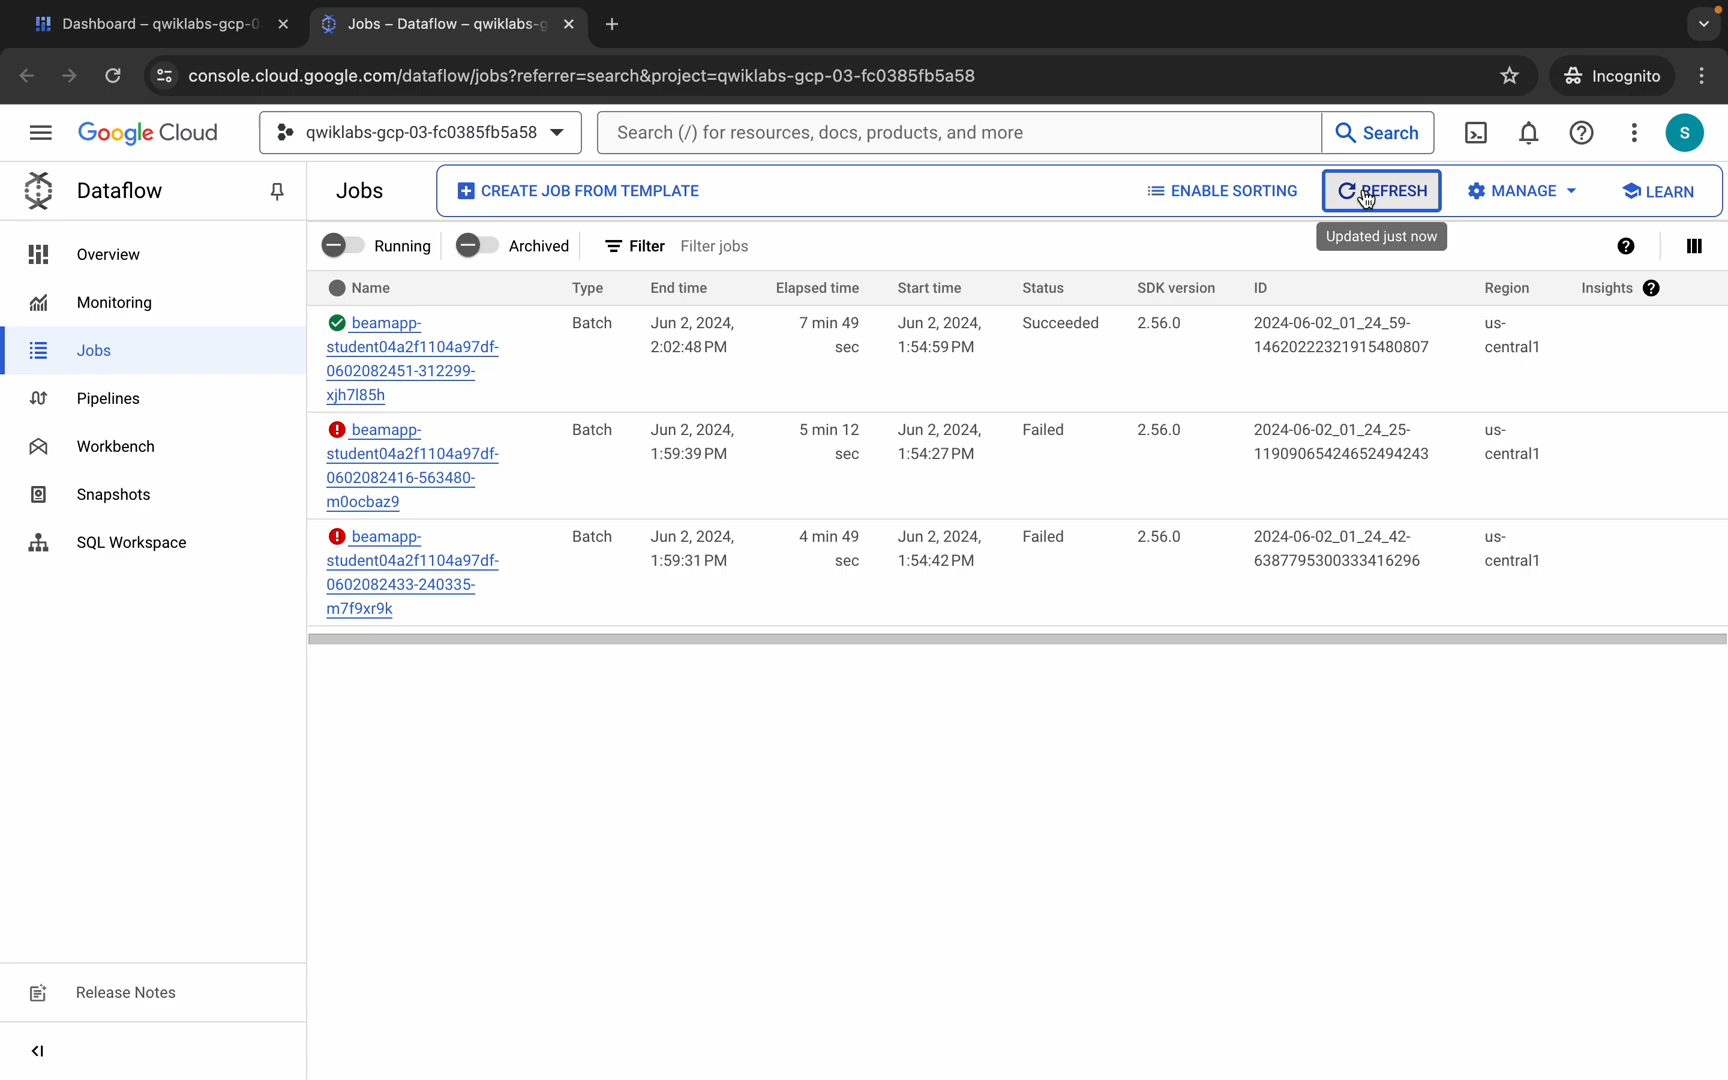 Dashboard – qwiklabs-gcp-0
Jobs – Dataflow – qwiklabs-g
console.cloud.google.com/dataflow/jobs?referrer=search&project=qwiklabs-gcp-03-fc0385fb5a58
Incognito
Google Cloud
qwiklabs-gcp-03-fc0385fb5a58
Search (/) for resources, docs, products, and more
Search
S
Dataflow
Jobs
CREATE JOB FROM TEMPLATE
ENABLE SORTING
REFRESH
MANAGE
LEARN
Updated just now
Overview
Monitoring
Jobs
Pipelines
Workbench
Snapshots
SQL Workspace
Release Notes
Running
Archived
Filter
Filter jobs
Name Type End time Elapsed time Start time Status SDK version ID Region Insights
beamapp- Batch Jun 2, 2024, 7 min 49 Jun 2, 2024, Succeeded 2.56.0 2024-06-02_01_24_59- us-
student04a2f1104a97df- 2:02:48 PM sec 1:54:59 PM 14620222321915480807 central1
0602082451-312299-
xjh7l85h
beamapp- Batch Jun 2, 2024, 5 min 12 Jun 2, 2024, Failed 2.56.0 2024-06-02_01_24_25- us-
student04a2f1104a97df- 1:59:39 PM sec 1:54:27 PM 11909065424652494243 central1
0602082416-563480-
m0ocbaz9
beamapp- Batch Jun 2, 2024, 4 min 49 Jun 2, 2024, Failed 2.56.0 2024-06-02_01_24_42- us-
student04a2f1104a97df- 1:59:31 PM sec 1:54:42 PM 6387795300333416296 central1
0602082433-240335-
m7f9xr9k